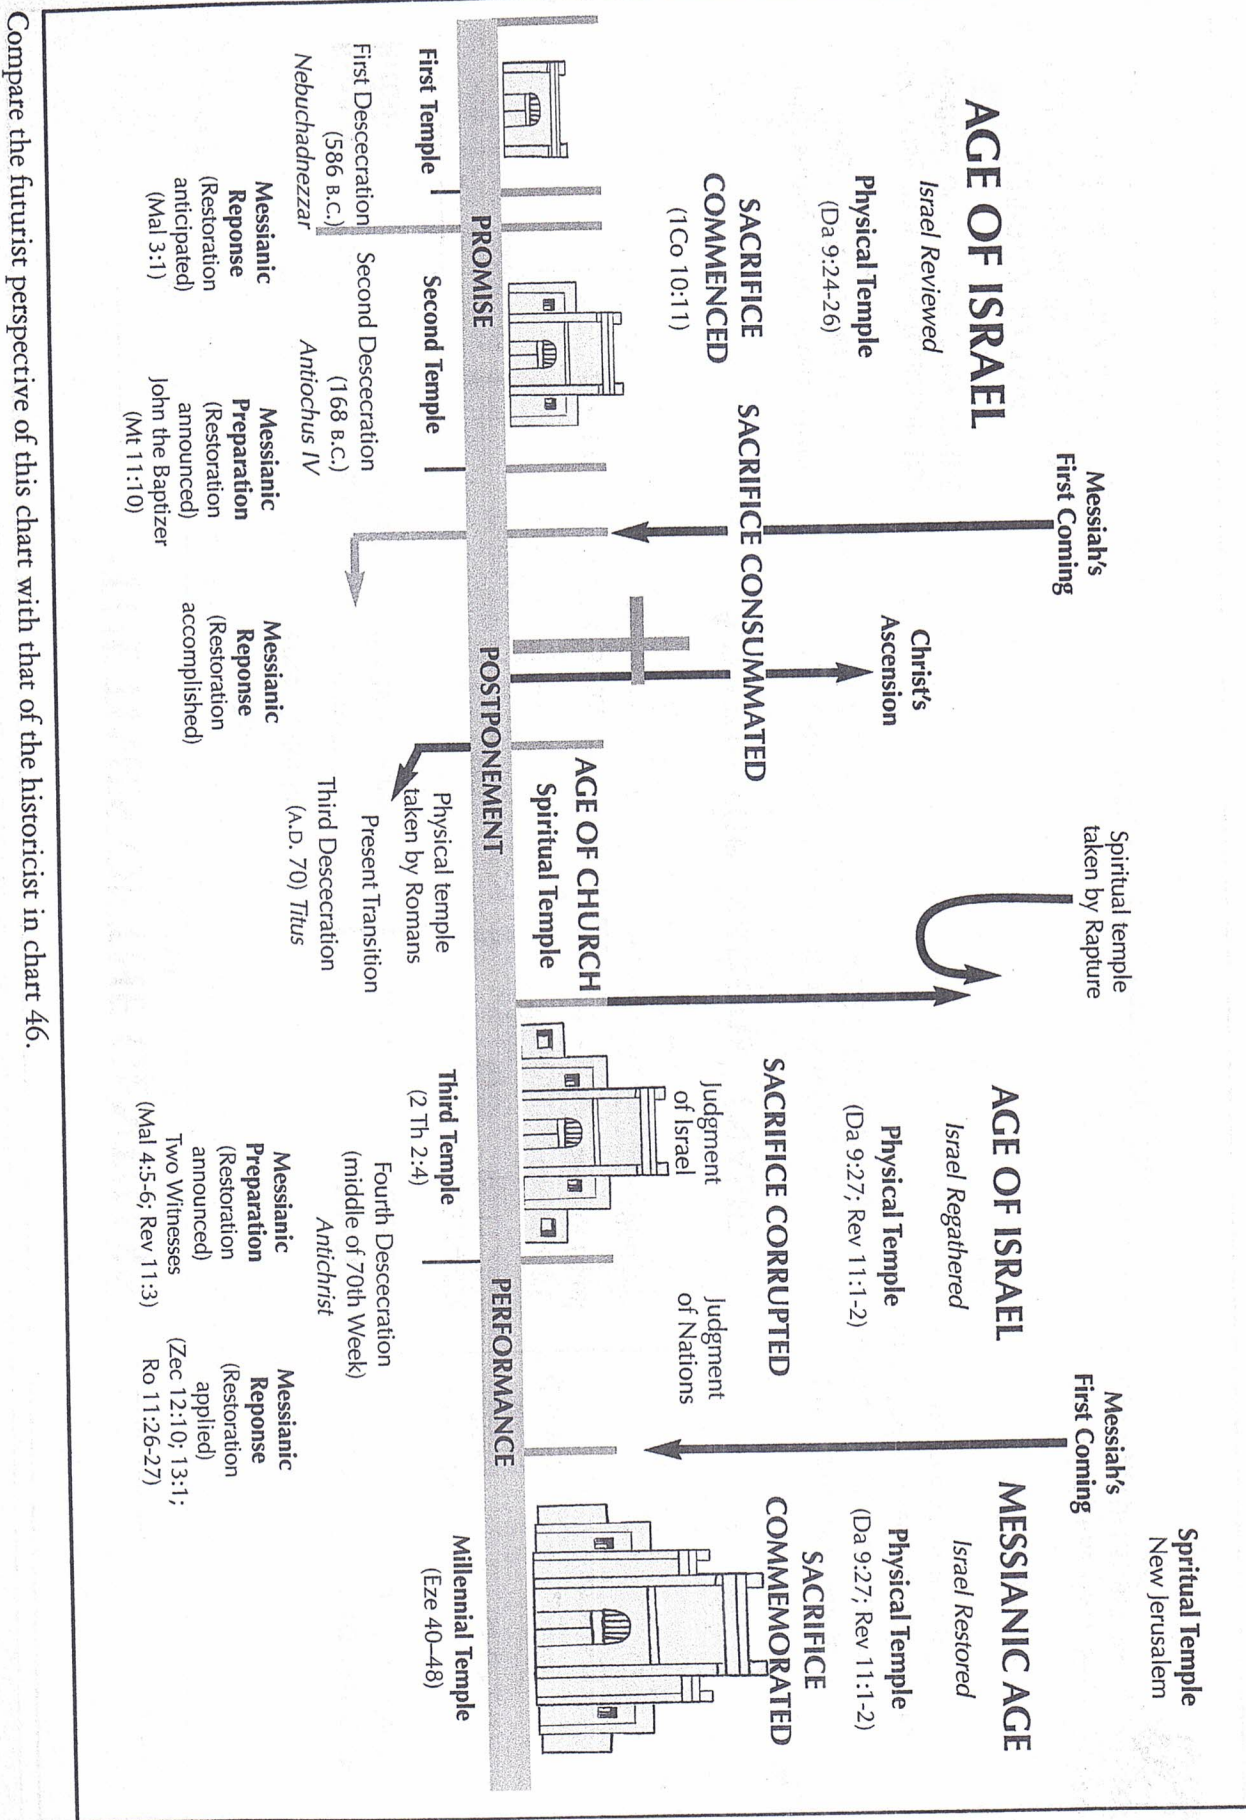 Spritual Temple
New Jerusalem
Messiah's
First Coming
Spiritual temple
taken by Rapture
Messiah's
First Coming
AGE OF ISRAEL
Israel Reviewed
Physical Temple
(Da 9:24-26)
SACRIFICE
COMMENCED
(1Co 10:11)
Christ's
Ascension
SACRIFICE CONSUMMATED
AGE OF ISRAEL
Israel Regathered
Physical Temple
(Da 9:27; Rev 11:1-2)
SACRIFICE CORRUPTED
Judgment
of Israel
Judgment
of Nations
MESSIANIC AGE
Israel Restored
Physical Temple
(Da 9:27; Rev 11:1-2)
SACRIFICE
COMMEMORATED
AGE OF CHURCH
Spiritual Temple
PROMISE
POSTPONEMENT
PERFORMANCE
First Temple
First Descecration
(586 B.C.)
Nebuchadnezzar
Second Temple
Second Descecration
(168 B.C.)
Antiochus IV
Physical temple
taken by Romans
Present Transition
Third Descecration
(A.D. 70) Titus
Third Temple
(2 Th 2:4)
Fourth Descecration
(middle of 70th Week)
Antichrist
Millennial Temple
(Eze 40–48)
Messianic
Reponse
(Restoration
anticipated)
(Mal 3:1)
Messianic
Preparation
(Restoration
announced)
John the Baptizer
(Mt 11:10)
Messianic
Reponse
(Restoration
accomplished)
Messianic
Preparation
(Restoration
announced)
Two Witnesses
(Mal 4:5-6; Rev 11:3)
Messianic
Reponse
(Restoration
applied)
(Zec 12:10; 13:1;
Ro 11:26-27)
Compare the futurist perspective of this chart with that of the historicist in chart 46.